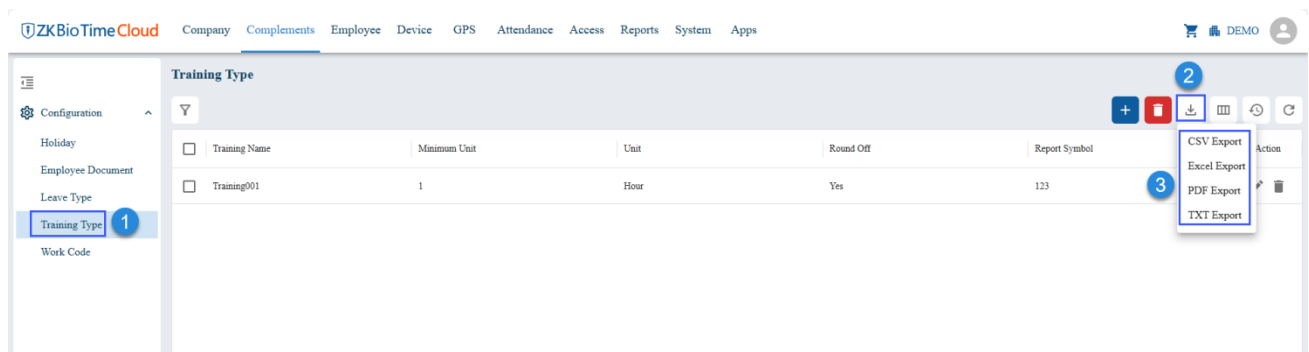 ZKBioTime Cloud Company Complements Employee Device GPS Attendance Access Reports System Apps DEMO
Training Type
2
Configuration
Holiday
Employee Document
Leave Type
Training Type 1
Work Code
Training Name Minimum Unit Unit Round Off Report Symbol Action
Training001 1 Hour Yes 123
CSV Export
Excel Export
3 PDF Export
TXT Export